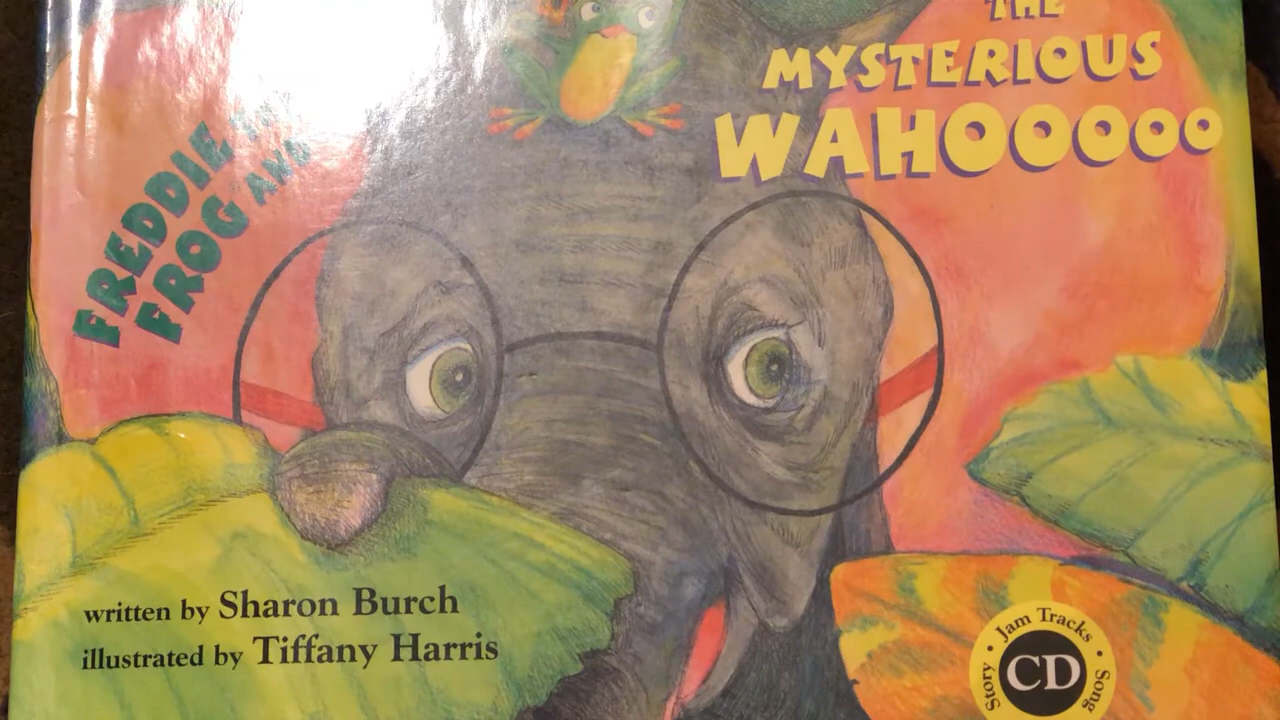 FREDDIE
FROG AND
THE
MYSTERIOUS
WAHOOOOO
written by Sharon Burch
illustrated by Tiffany Harris
Story • Jam Tracks • Song
CD